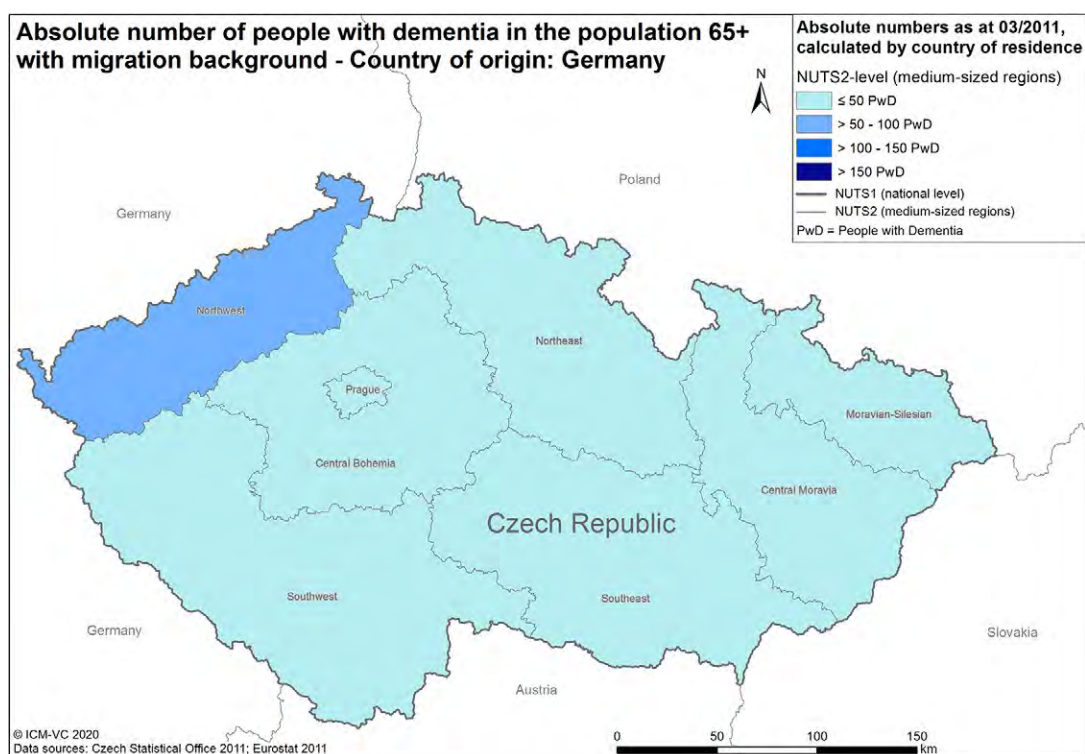 Absolute number of people with dementia in the population 65+
with migration background - Country of origin: Germany
Absolute numbers as at 03/2011,
calculated by country of residence
NUTS2-level (medium-sized regions)
≤ 50 PwD
> 50 - 100 PwD
> 100 - 150 PwD
> 150 PwD
NUTS1 (national level)
NUTS2 (medium-sized regions)
PwD = People with Dementia
N
Poland
Germany
Northwest
Northeast
Prague
Moravian-Silesian
Central Bohemia
Central Moravia
Czech Republic
Southwest
Southeast
Germany
Slovakia
Austria
© ICM-VC 2020
Data sources: Czech Statistical Office 2011; Eurostat 2011
0 50 100 150
km